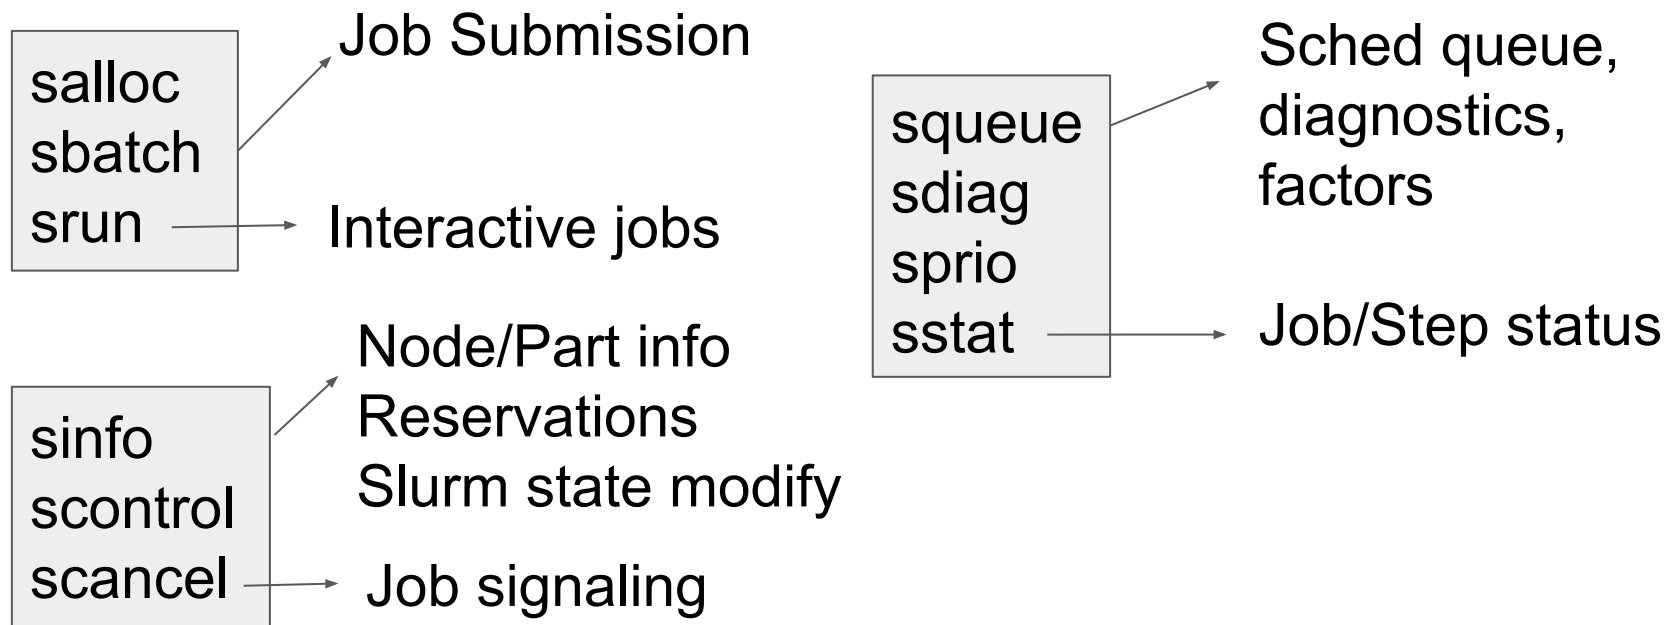 salloc
sbatch
srun
Job Submission
Interactive jobs
sinfo
scontrol
scancel
Node/Part info
Reservations
Slurm state modify
Job signaling
squeue
sdiag
sprio
sstat
Sched queue,
diagnostics,
factors
Job/Step status